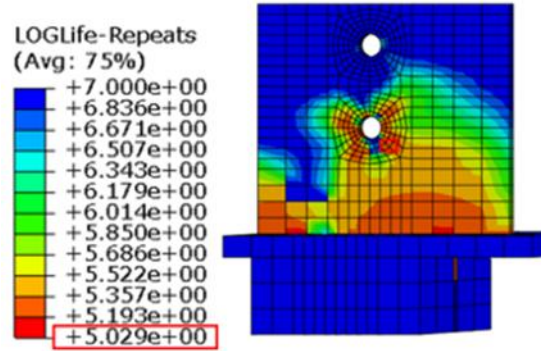 LOGLife-Repeats
(Avg: 75%)
+7.000e+00
+6.836e+00
+6.671e+00
+6.507e+00
+6.343e+00
+6.179e+00
+6.014e+00
+5.850e+00
+5.686e+00
+5.522e+00
+5.357e+00
+5.193e+00
+5.029e+00